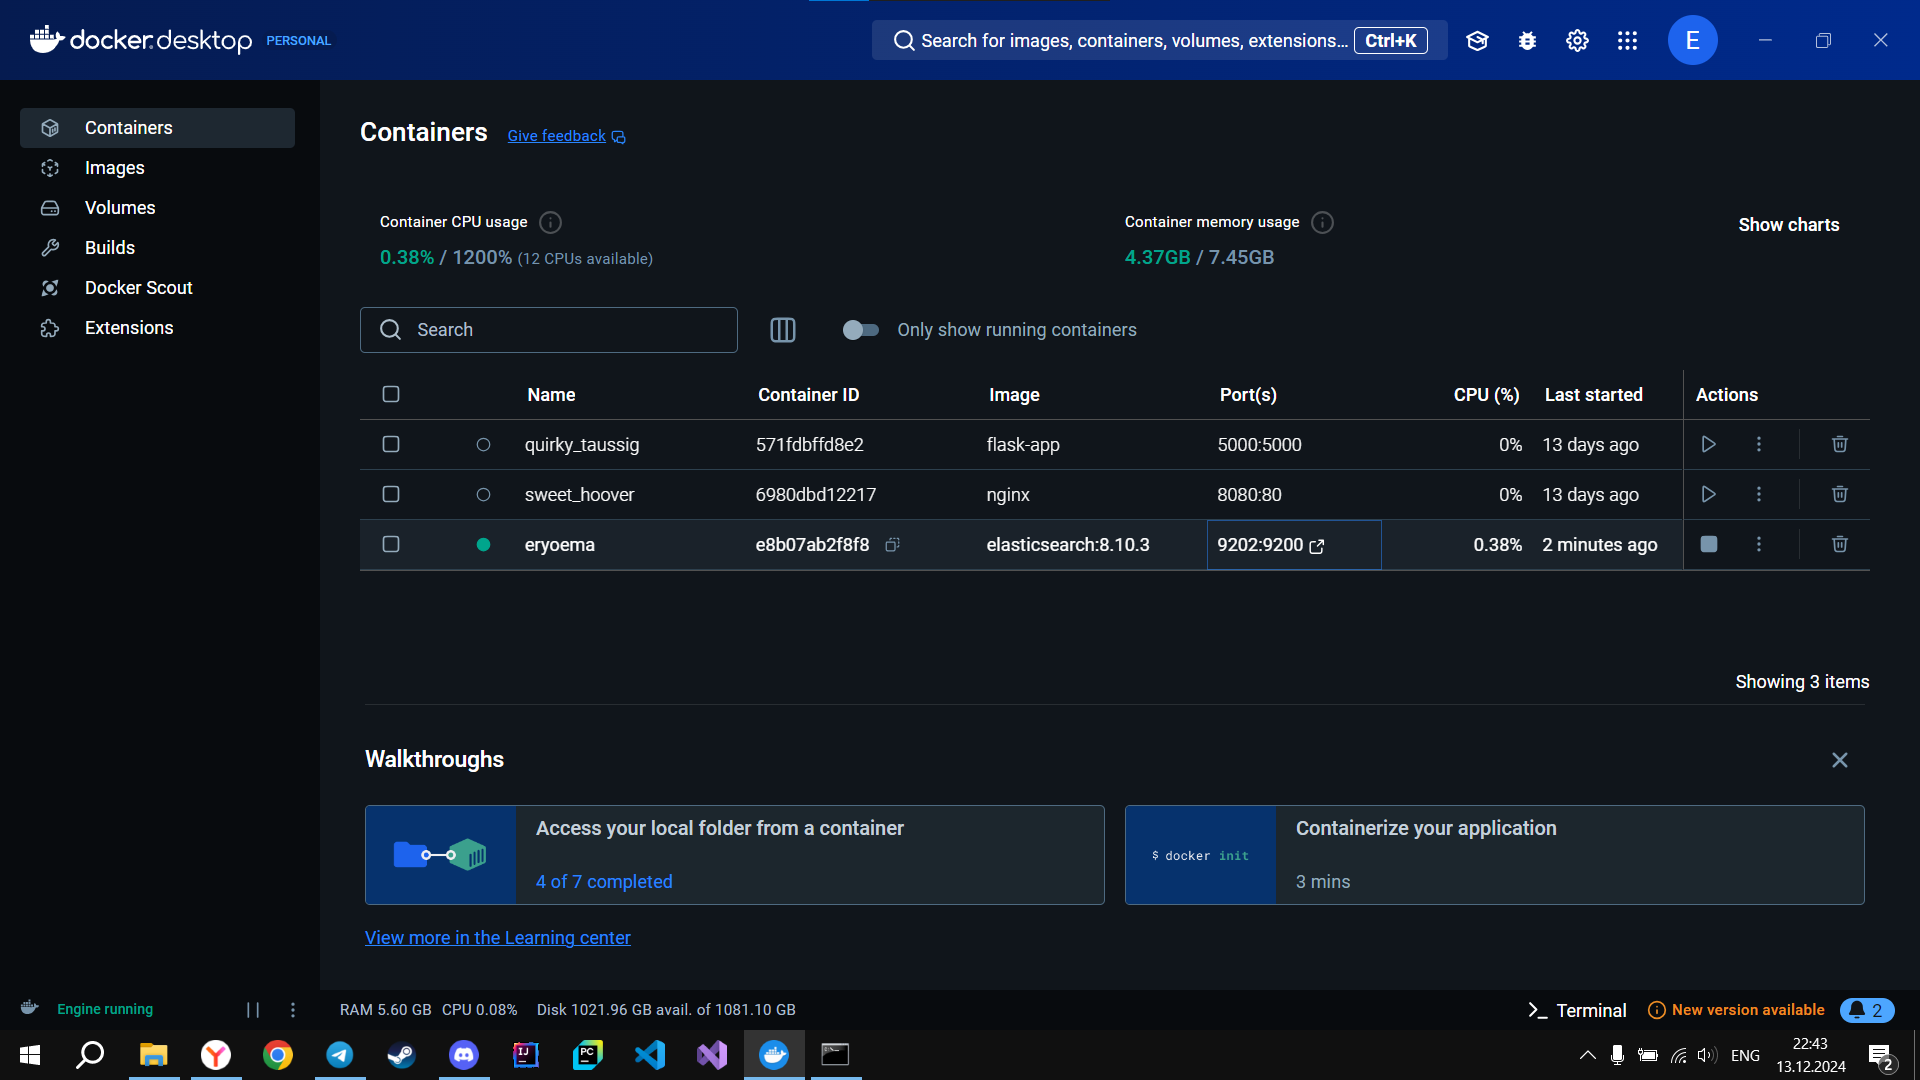 docker.desktop PERSONAL
Search for images, containers, volumes, extensions... Ctrl+K
E
Containers
Images
Volumes
Builds
Docker Scout
Extensions
Containers Give feedback
Container CPU usage
0.38% / 1200% (12 CPUs available)
Container memory usage
4.37GB / 7.45GB
Show charts
Search
Only show running containers
Name Container ID Image Port(s) CPU (%) Last started Actions
quirky_taussig 571fdbffd8e2 flask-app 5000:5000 0% 13 days ago
sweet_hoover 6980dbd12217 nginx 8080:80 0% 13 days ago
eryoema e8b07ab2f8f8 elasticsearch:8.10.3 9202:9200 0.38% 2 minutes ago
Showing 3 items
Walkthroughs
Access your local folder from a container
4 of 7 completed
$ docker init
Containerize your application
3 mins
View more in the Learning center
Engine running
RAM 5.60 GB CPU 0.08% Disk 1021.96 GB avail. of 1081.10 GB
Terminal
New version available
2
IJ
PC
ENG
22:43
13.12.2024
2